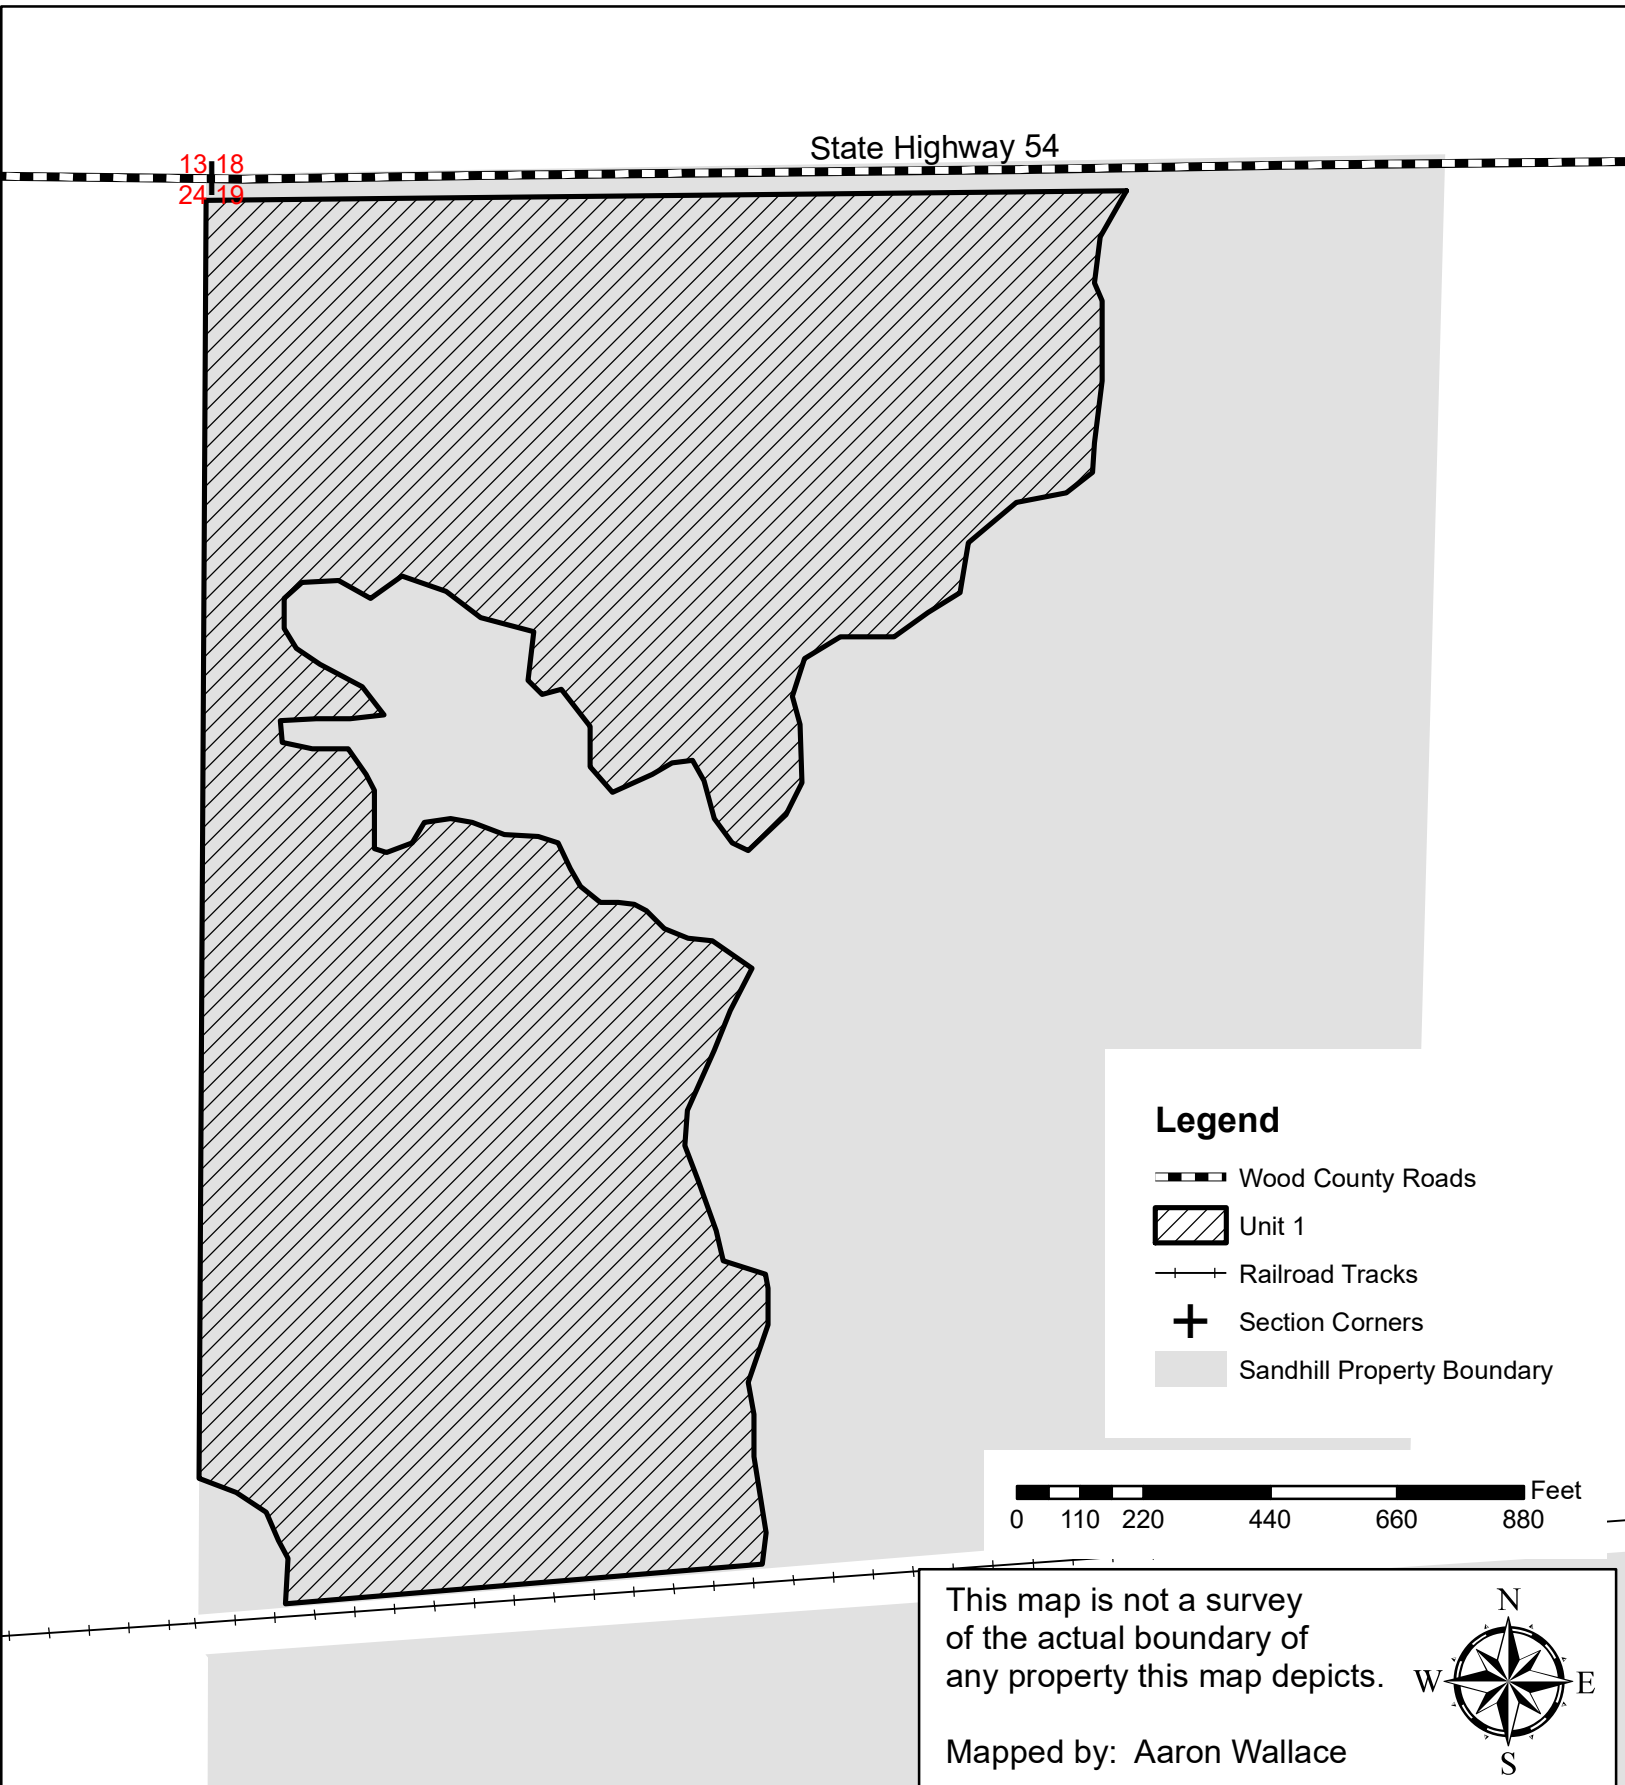 State Highway 54
13 18
24 19
Legend
Wood County Roads
Unit 1
Railroad Tracks
Section Corners
Sandhill Property Boundary
Feet
0 110 220 440 660 880
This map is not a survey
of the actual boundary of
any property this map depicts.
Mapped by: Aaron Wallace
N
W E
S